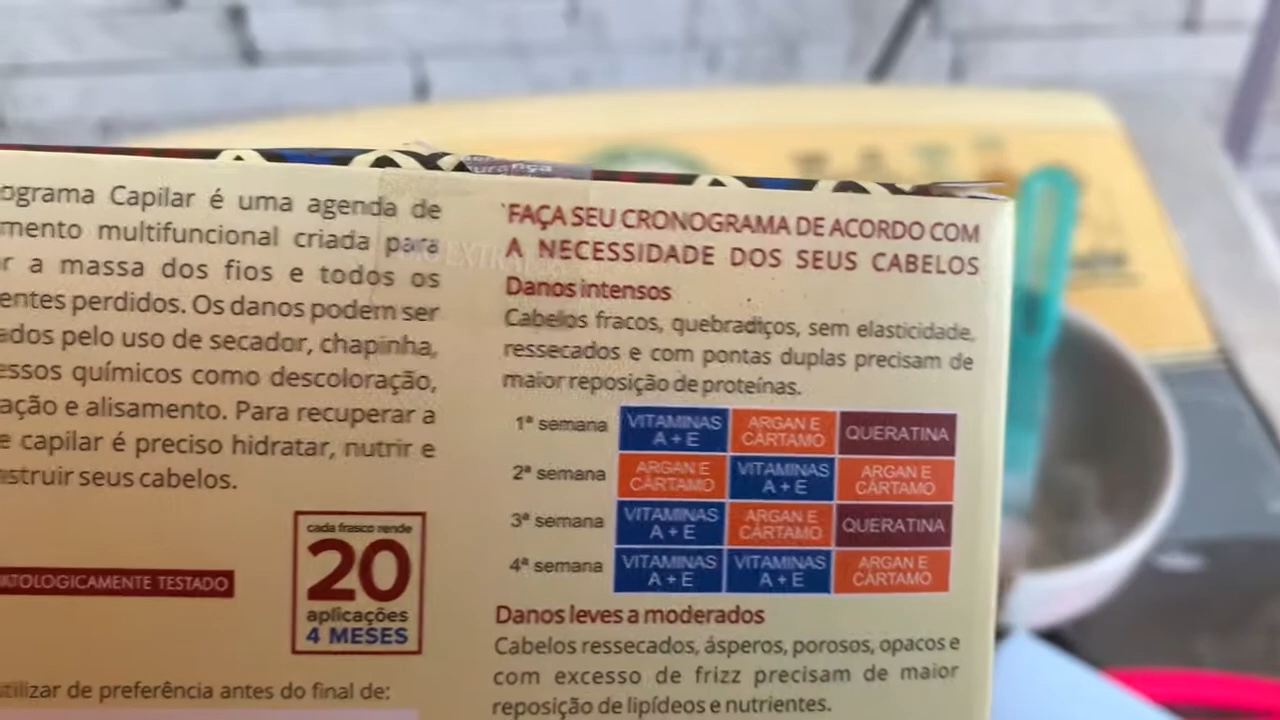 ograma Capilar é uma agenda de
mento multifuncional criada para
r a massa dos fios e todos os
entes perdidos. Os danos podem ser
ados pelo uso de secador, chapinha,
essos químicos como descoloração,
ação e alisamento. Para recuperar a
e capilar é preciso hidratar, nutrir e
struir seus cabelos.
ATOLOGICAMENTE TESTADO
cada frasco rende
20
aplicações
4 MESES
utilizar de preferência antes do final de:
FAÇA SEU CRONOGRAMA DE ACORDO COM
A NECESSIDADE DOS SEUS CABELOS
Danos intensos
Cabelos fracos, quebradiços, sem elasticidade,
ressecados e com pontas duplas precisam de
maior reposição de proteínas.
1ª semana VITAMINAS A + E ARGAN E CÁRTAMO QUERATINA
2ª semana ARGAN E CÁRTAMO VITAMINAS A + E ARGAN E CÁRTAMO
3ª semana VITAMINAS A + E ARGAN E CÁRTAMO QUERATINA
4ª semana VITAMINAS A + E VITAMINAS A + E ARGAN E CÁRTAMO
Danos leves a moderados
Cabelos ressecados, ásperos, porosos, opacos e
com excesso de frizz precisam de maior
reposição de lipídeos e nutrientes.